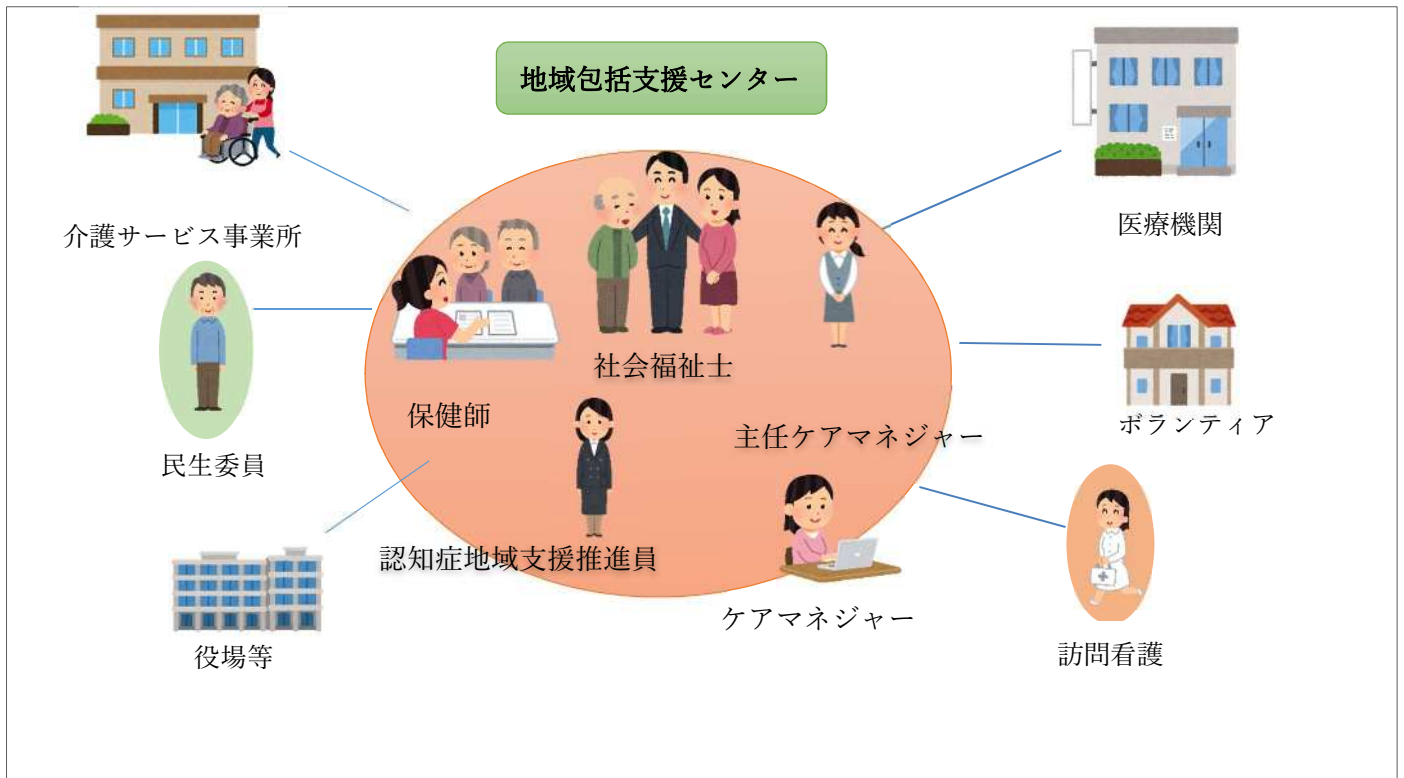 地域包括支援センター
介護サービス事業所
医療機関
社会福祉士
保健師
主任ケアマネジャー
ボランティア
民生委員
認知症地域支援推進員
ケアマネジャー
役場等
訪問看護